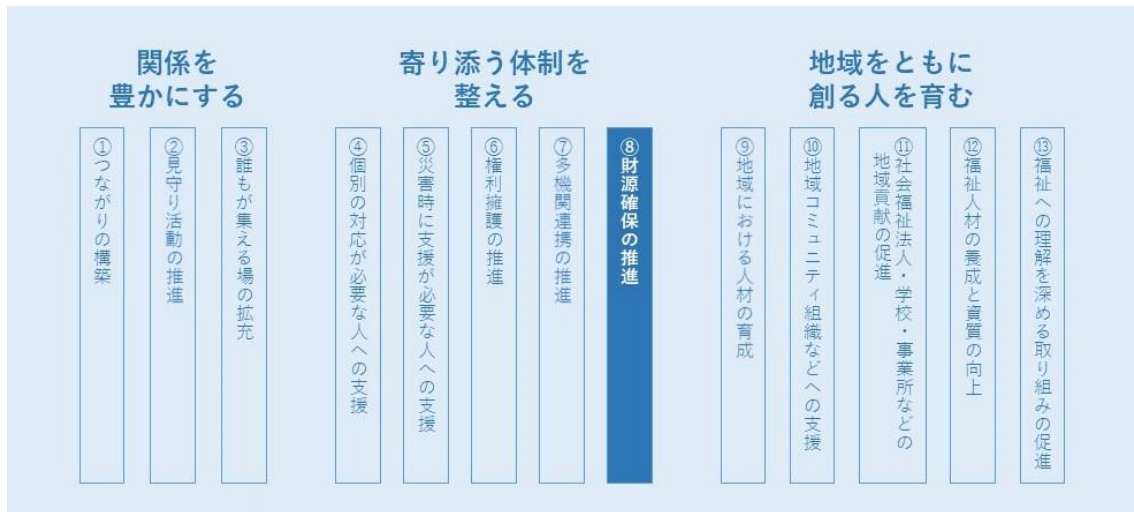 関係を
豊かにする
①つながりの構築
②見守り活動の推進
③誰もが集える場の拡充
寄り添う体制を
整える
④個別の対応が必要な人への支援
⑤災害時に支援が必要な人への支援
⑥権利擁護の推進
⑦多機関連携の推進
⑧財源確保の推進
地域をともに
創る人を育む
⑨地域における人材の育成
⑩地域コミュニティ組織などへの支援
⑪社会福祉法人・学校・事業所などの
地域貢献の促進
⑫福祉人材の養成と資質の向上
⑬福祉への理解を深める取り組みの促進